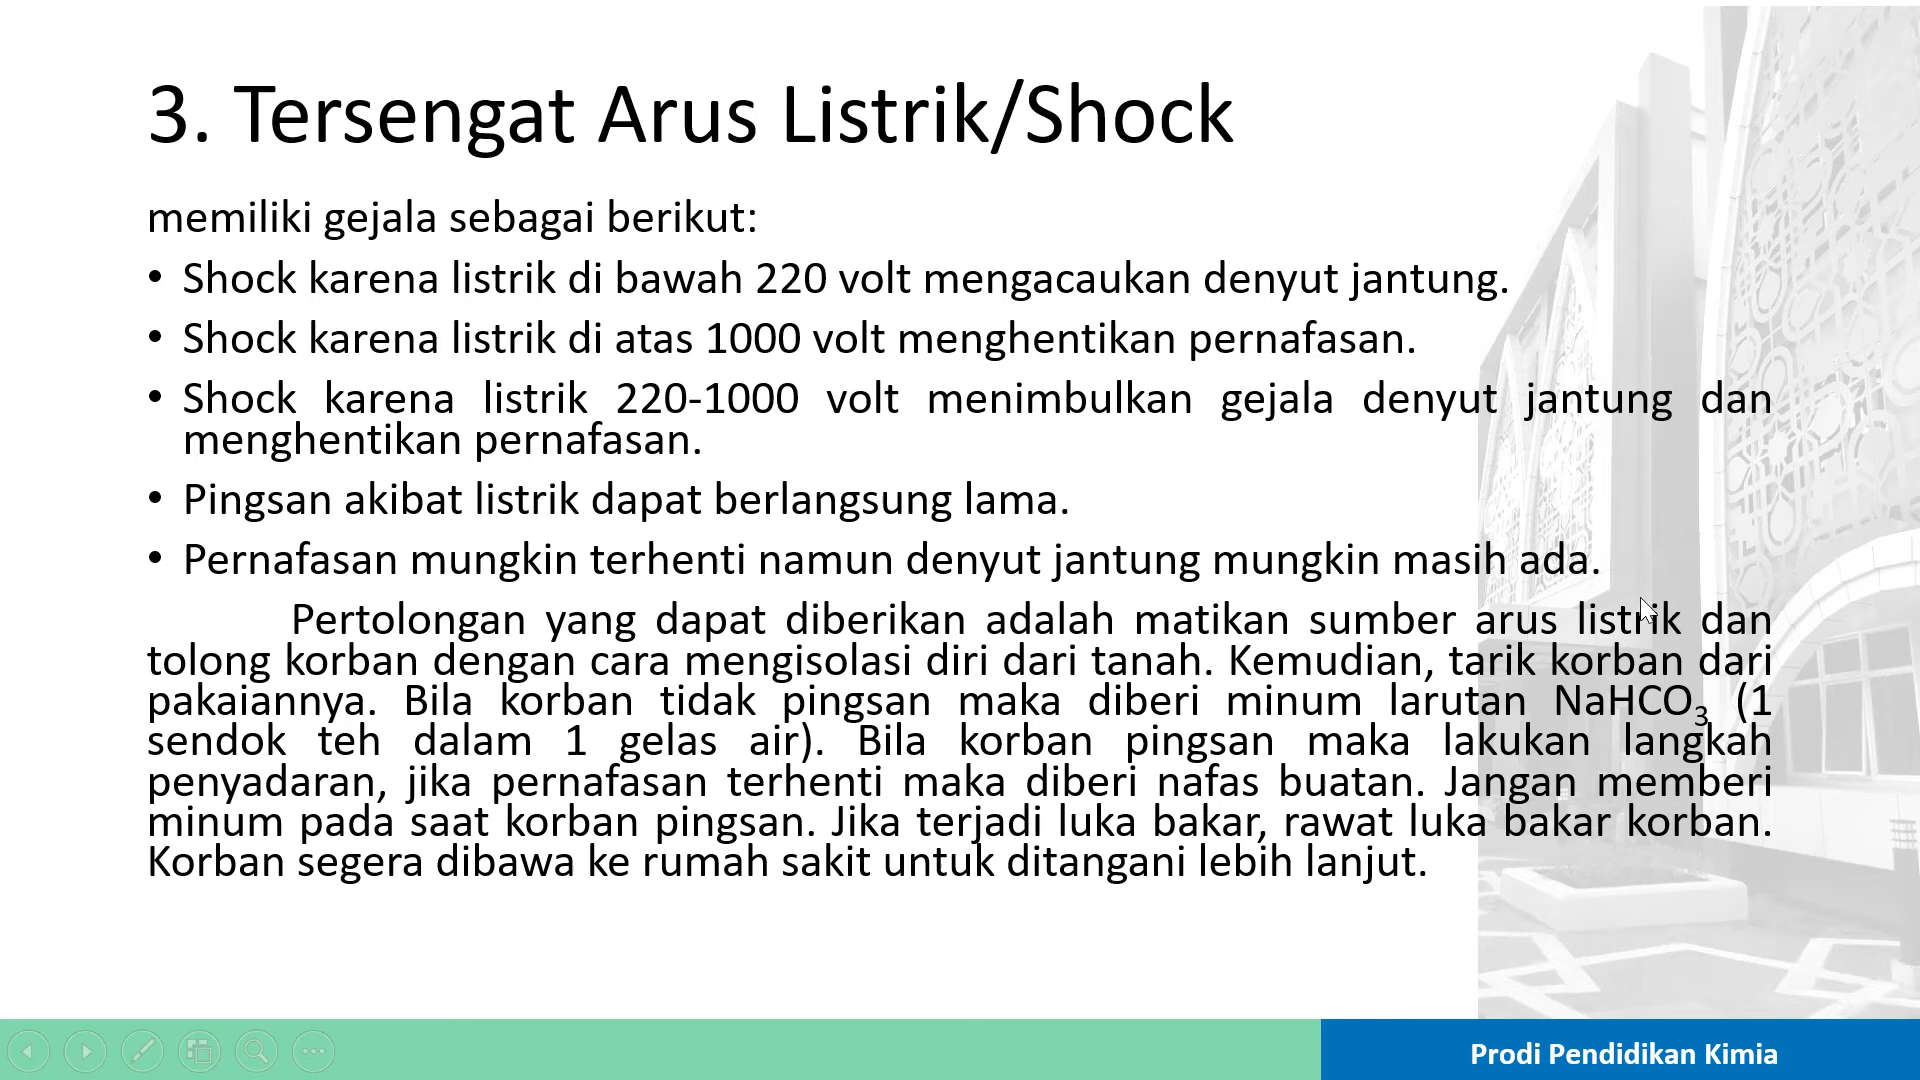 3. Tersengat Arus Listrik/Shock
memiliki gejala sebagai berikut:
• Shock karena listrik di bawah 220 volt mengacaukan denyut jantung.
• Shock karena listrik di atas 1000 volt menghentikan pernafasan.
• Shock karena listrik 220-1000 volt menimbulkan gejala denyut jantung dan
menghentikan pernafasan.
• Pingsan akibat listrik dapat berlangsung lama.
• Pernafasan mungkin terhenti namun denyut jantung mungkin masih ada.
Pertolongan yang dapat diberikan adalah matikan sumber arus listrik dan
tolong korban dengan cara mengisolasi diri dari tanah. Kemudian, tarik korban dari
pakaiannya. Bila korban tidak pingsan maka diberi minum larutan NaHCO₃ (1
sendok teh dalam 1 gelas air). Bila korban pingsan maka lakukan langkah
penyadaran, jika pernafasan terhenti maka diberi nafas buatan. Jangan memberi
minum pada saat korban pingsan. Jika terjadi luka bakar, rawat luka bakar korban.
Korban segera dibawa ke rumah sakit untuk ditangani lebih lanjut.
Prodi Pendidikan Kimia